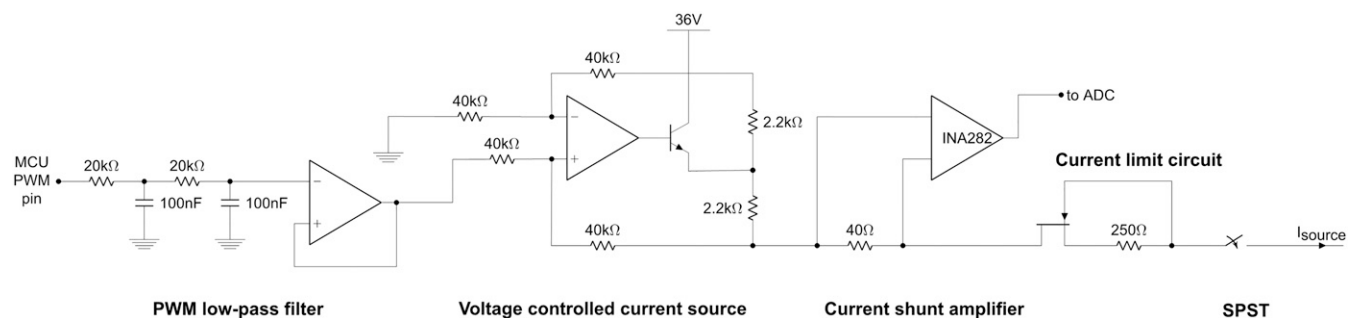 36V
40kΩ
40kΩ
−
+
2.2kΩ
40kΩ
2.2kΩ
40kΩ
MCU
PWM
pin
20kΩ
20kΩ
100nF
100nF
−
+
INA282
to ADC
Current limit circuit
40Ω
250Ω
Isource
PWM low-pass filter
Voltage controlled current source
Current shunt amplifier
SPST